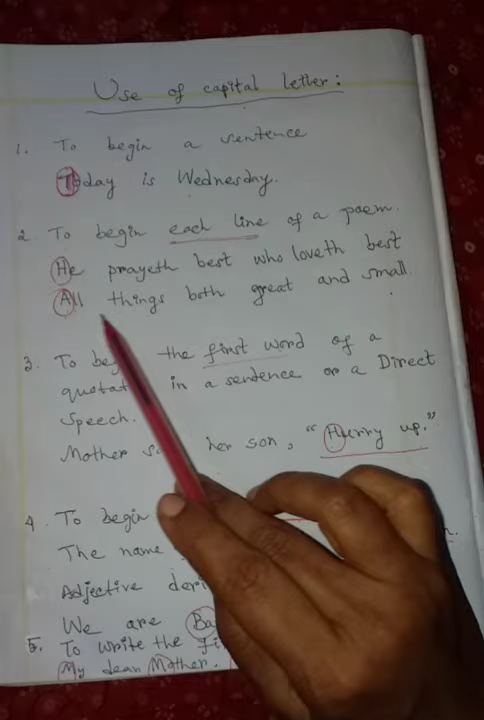 Use of capital letter:
1. To begin a sentence
Today is Wednesday.
2. To begin each line of a poem.
He prayeth best who loveth best
All things both great and small
3. To the first word of a
in a sentence or a Direct
Speech.
Mother her son, "Hurry up."
4. To begin
The name
Adjective
We are
5. To write the
My dear Mother.